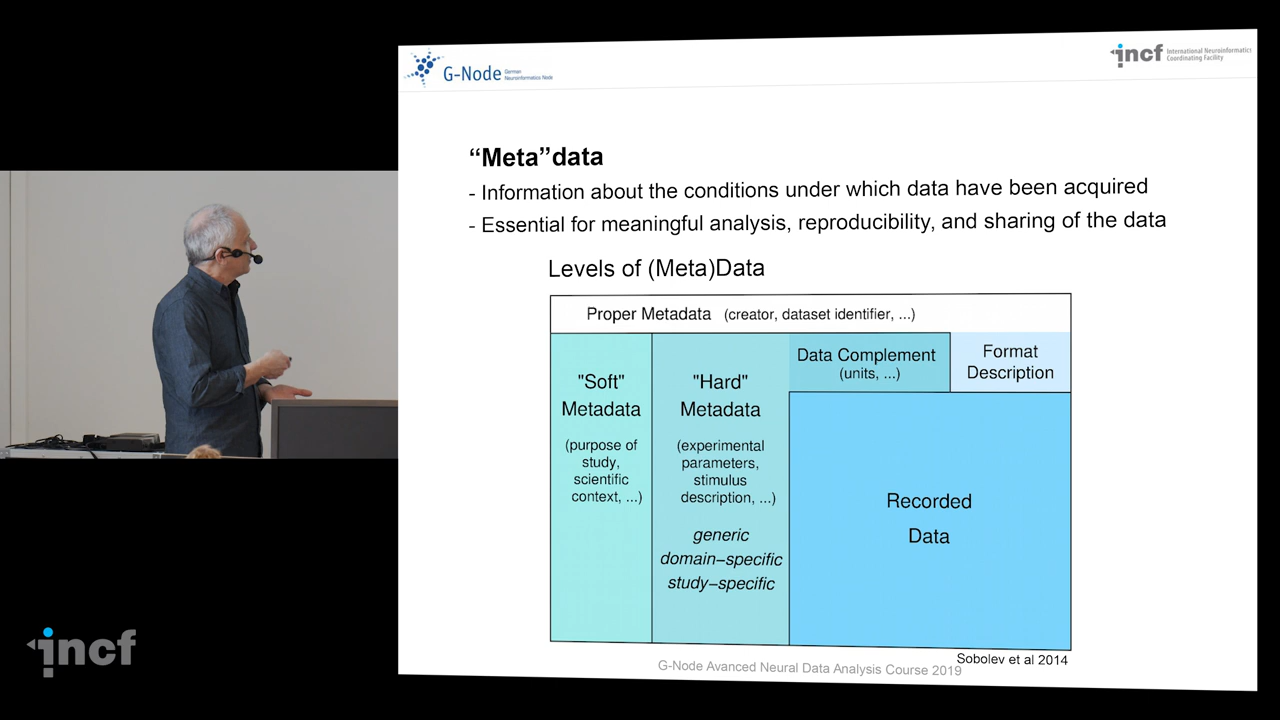 G-Node German Neuroinformatics Node
incf International Neuroinformatics Coordinating Facility
“Meta”data
- Information about the conditions under which data have been acquired
- Essential for meaningful analysis, reproducibility, and sharing of the data
Levels of (Meta)Data
Proper Metadata (creator, dataset identifier, ...)
"Soft"
Metadata
(purpose of
study,
scientific
context, ...)
"Hard"
Metadata
(experimental
parameters,
stimulus
description, ...)
generic
domain–specific
study–specific
Data Complement
(units, ...)
Format
Description
Recorded
Data
Sobolev et al 2014
G-Node Avanced Neural Data Analysis Course 2019
incf